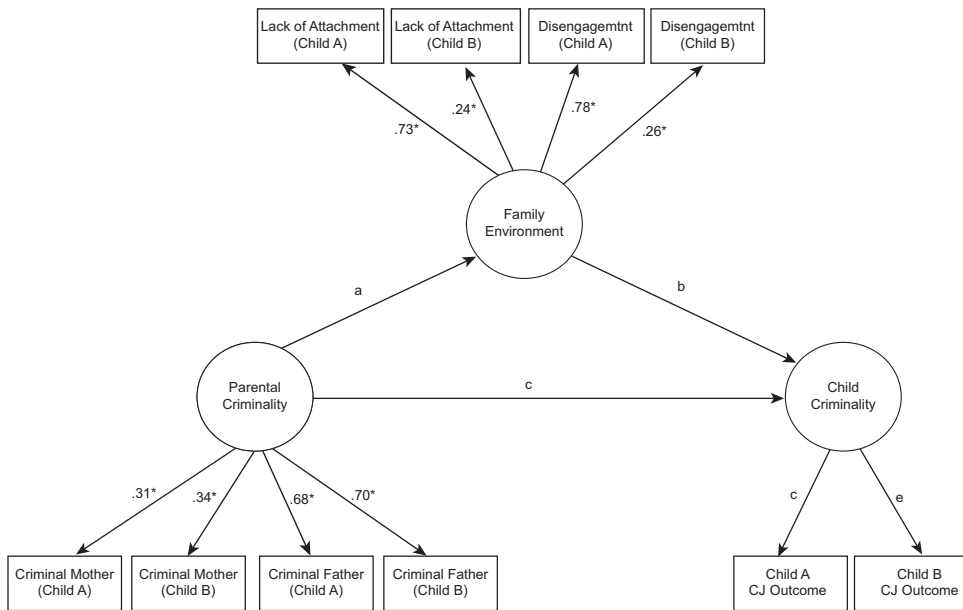 Lack of Attachment
(Child A)
Lack of Attachment
(Child B)
Disengagemtnt
(Child A)
Disengagemtnt
(Child B)
.73*
.24*
.78*
.26*
Family
Environment
a
b
Parental
Criminality
c
Child
Criminality
.31*
.34*
.68*
.70*
c
e
Criminal Mother
(Child A)
Criminal Mother
(Child B)
Criminal Father
(Child A)
Criminal Father
(Child B)
Child A
CJ Outcome
Child B
CJ Outcome